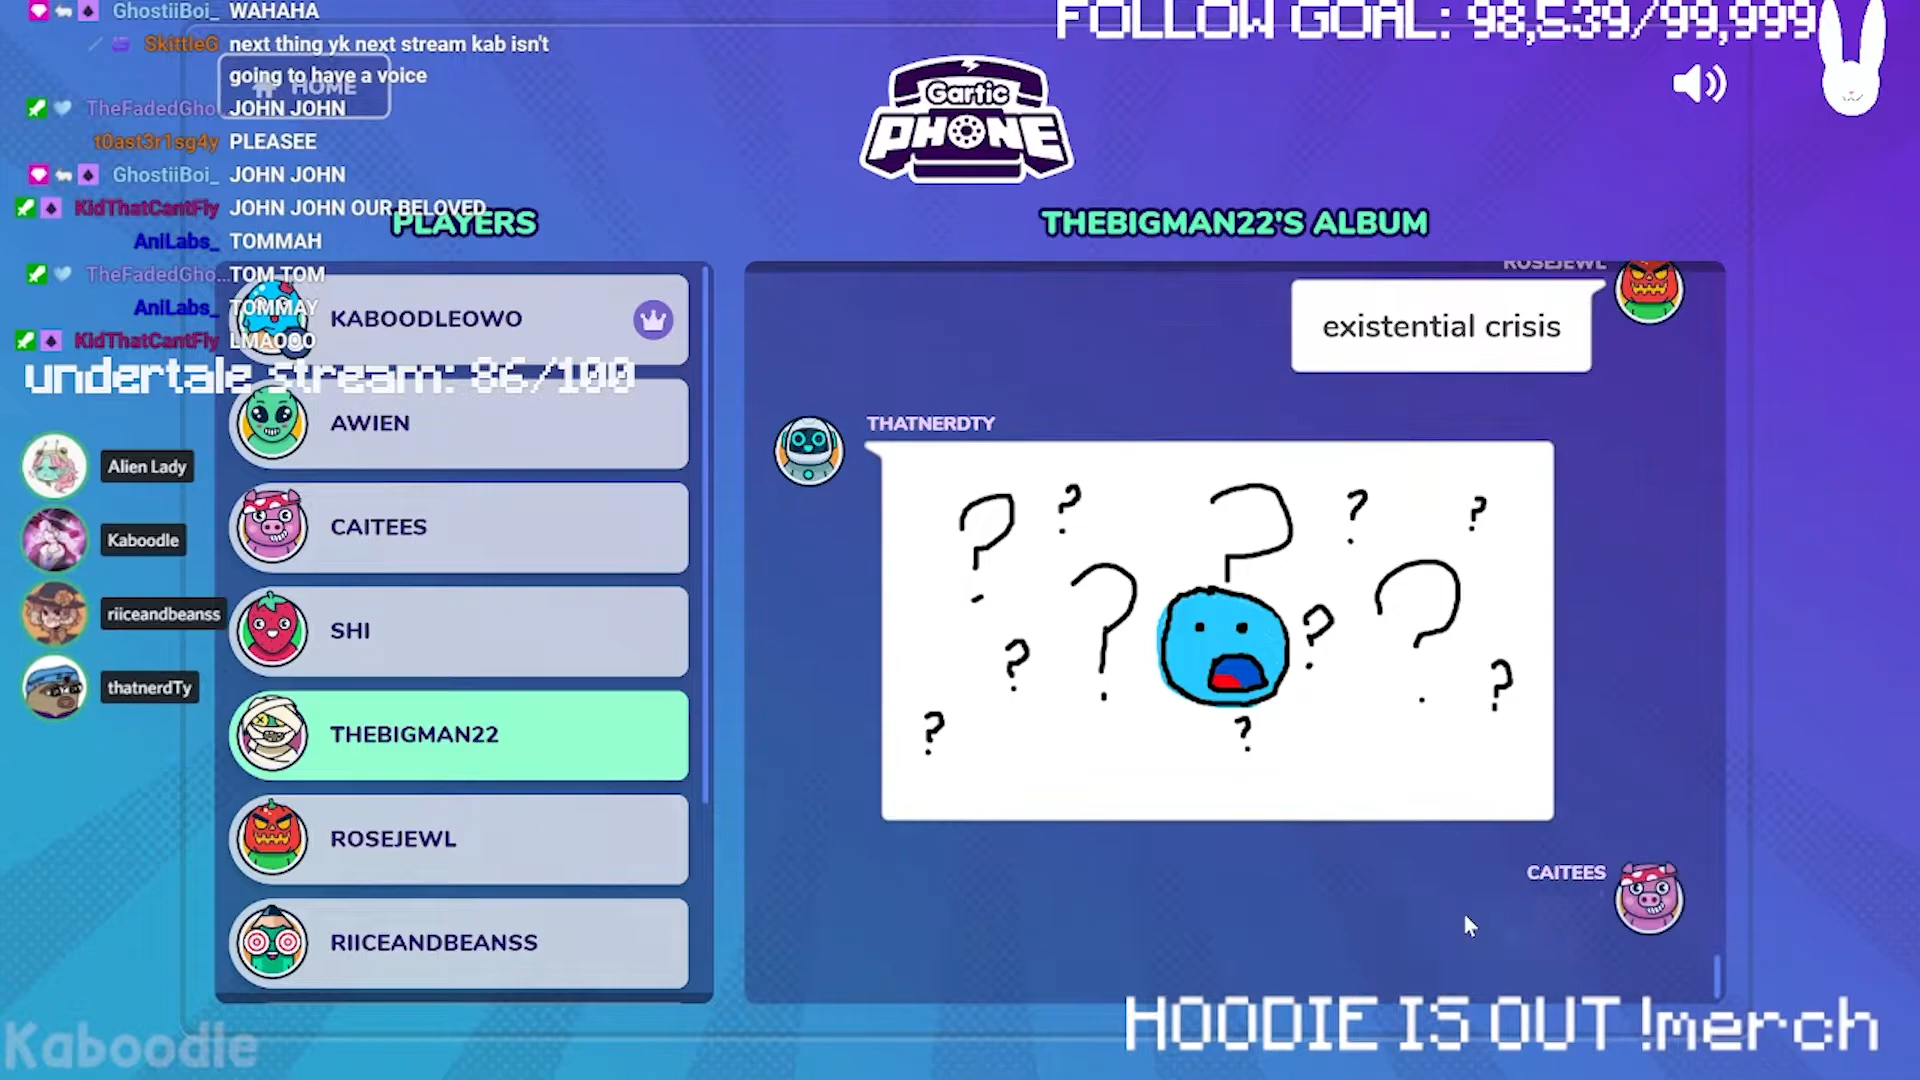 GhostiiBoi_ WAHAHA
SkittleG next thing yk next stream kab isn't
going to have a voice
HOME
TheFadedGho JOHN JOHN
t0ast3r1sg4y PLEASEE
GhostiiBoi_ JOHN JOHN
KidThatCantFly JOHN JOHN OUR BELOVED
AniLabs_ TOMMAH
TheFadedGho... TOM TOM
AniLabs_ TOMMAY
KidThatCantFly LMAOOO
undertale stream: 86/100
Alien Lady
Kaboodle
riiceandbeanss
thatnerdTy
FOLLOW GOAL: 98,539/99,999
Gartic
PHONE
PLAYERS
KABOODLEOWO
AWIEN
CAITEES
SHI
THEBIGMAN22
ROSEJEWL
RIICEANDBEANSS
THEBIGMAN22'S ALBUM
ROSEJEWL
existential crisis
THATNERDTY
? ? ? ? ?
? ? ?
? ? ?
? ?
CAITEES
HOODIE IS OUT !merch
Kaboodle